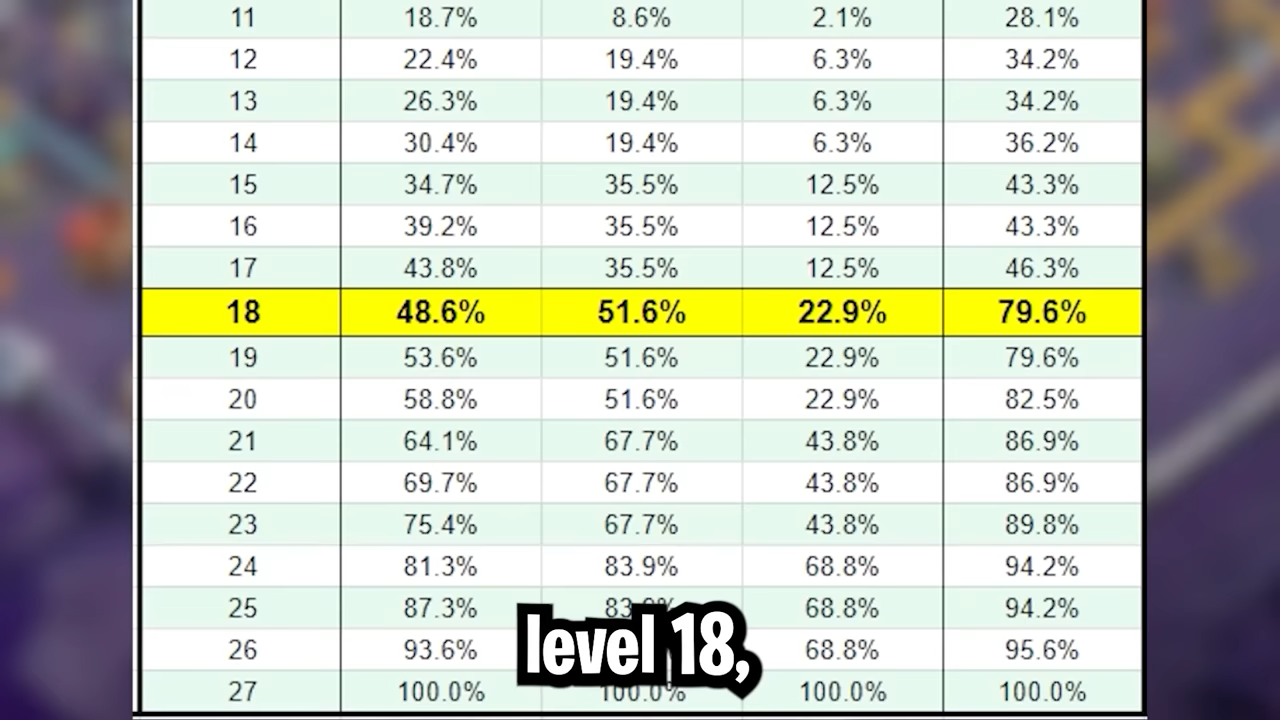 11 18.7% 8.6% 2.1% 28.1%
12 22.4% 19.4% 6.3% 34.2%
13 26.3% 19.4% 6.3% 34.2%
14 30.4% 19.4% 6.3% 36.2%
15 34.7% 35.5% 12.5% 43.3%
16 39.2% 35.5% 12.5% 43.3%
17 43.8% 35.5% 12.5% 46.3%
18 48.6% 51.6% 22.9% 79.6%
19 53.6% 51.6% 22.9% 79.6%
20 58.8% 51.6% 22.9% 82.5%
21 64.1% 67.7% 43.8% 86.9%
22 69.7% 67.7% 43.8% 86.9%
23 75.4% 67.7% 43.8% 89.8%
24 81.3% 83.9% 68.8% 94.2%
25 87.3% 83.9% 68.8% 94.2%
26 93.6% 68.8% 95.6%
level 18,
27 100.0% 100.0% 100.0% 100.0%